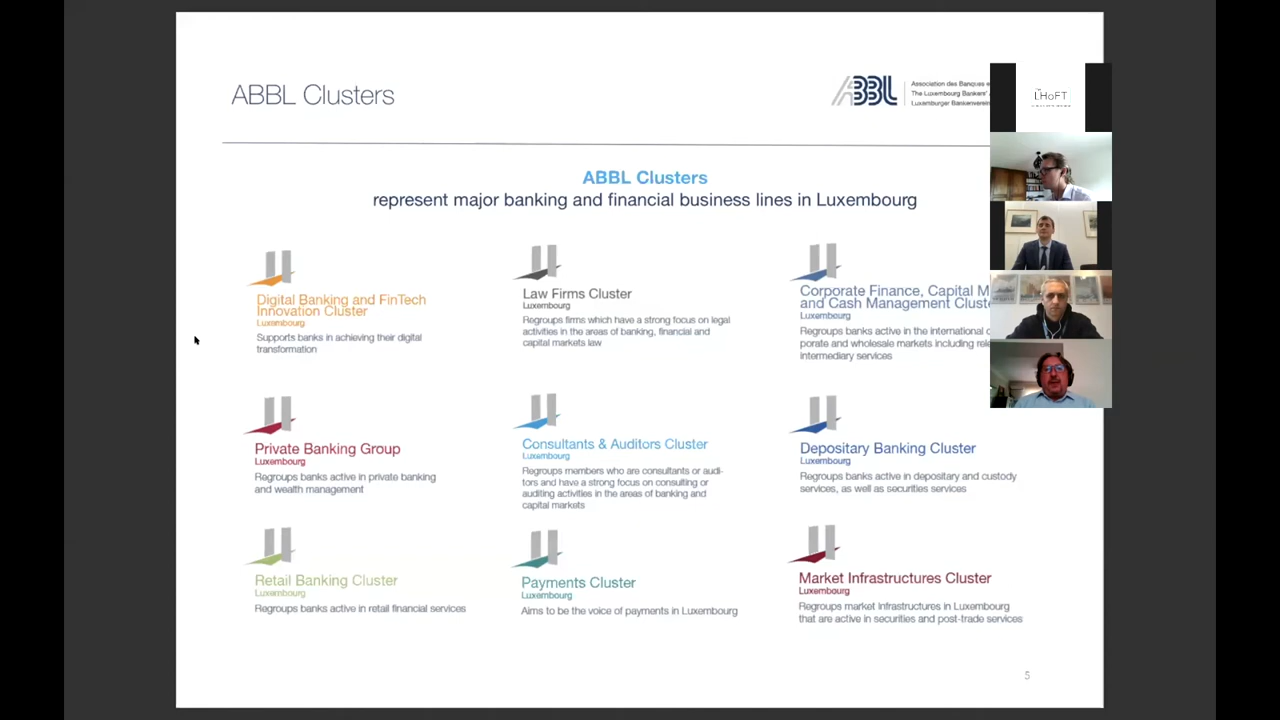 ABBL Clusters
ABBL
Association des Banques
The Luxembourg Bankers'
Luxemburger
LHoFT
ABBL Clusters
represent major banking and financial business lines in Luxembourg
Digital Banking and FinTech
Innovation Cluster
Luxembourg
Supports banks in achieving their digital
transformation
Law Firms Cluster
Luxembourg
Regroups firms which have a strong focus on legal
activities in the areas of banking, financial and
capital markets law
Corporate Finance, Capital
and Cash Management
Luxembourg
Regroups banks active in the international
porate and wholesale markets including
intermediary services
Private Banking Group
Luxembourg
Regroups banks active in private banking
and wealth management
Consultants & Auditors Cluster
Luxembourg
Regroups members who are consultants or audi-
tors and have a strong focus on consulting or
auditing activities in the areas of banking and
capital markets
Depositary Banking Cluster
Luxembourg
Regroups banks active in depositary and custody
services, as well as securities services
Retail Banking Cluster
Luxembourg
Regroups banks active in retail financial services
Payments Cluster
Luxembourg
Aims to be the voice of payments in Luxembourg
Market Infrastructures Cluster
Luxembourg
Regroups market infrastructures in Luxembourg
that are active in securities and post-trade services
5